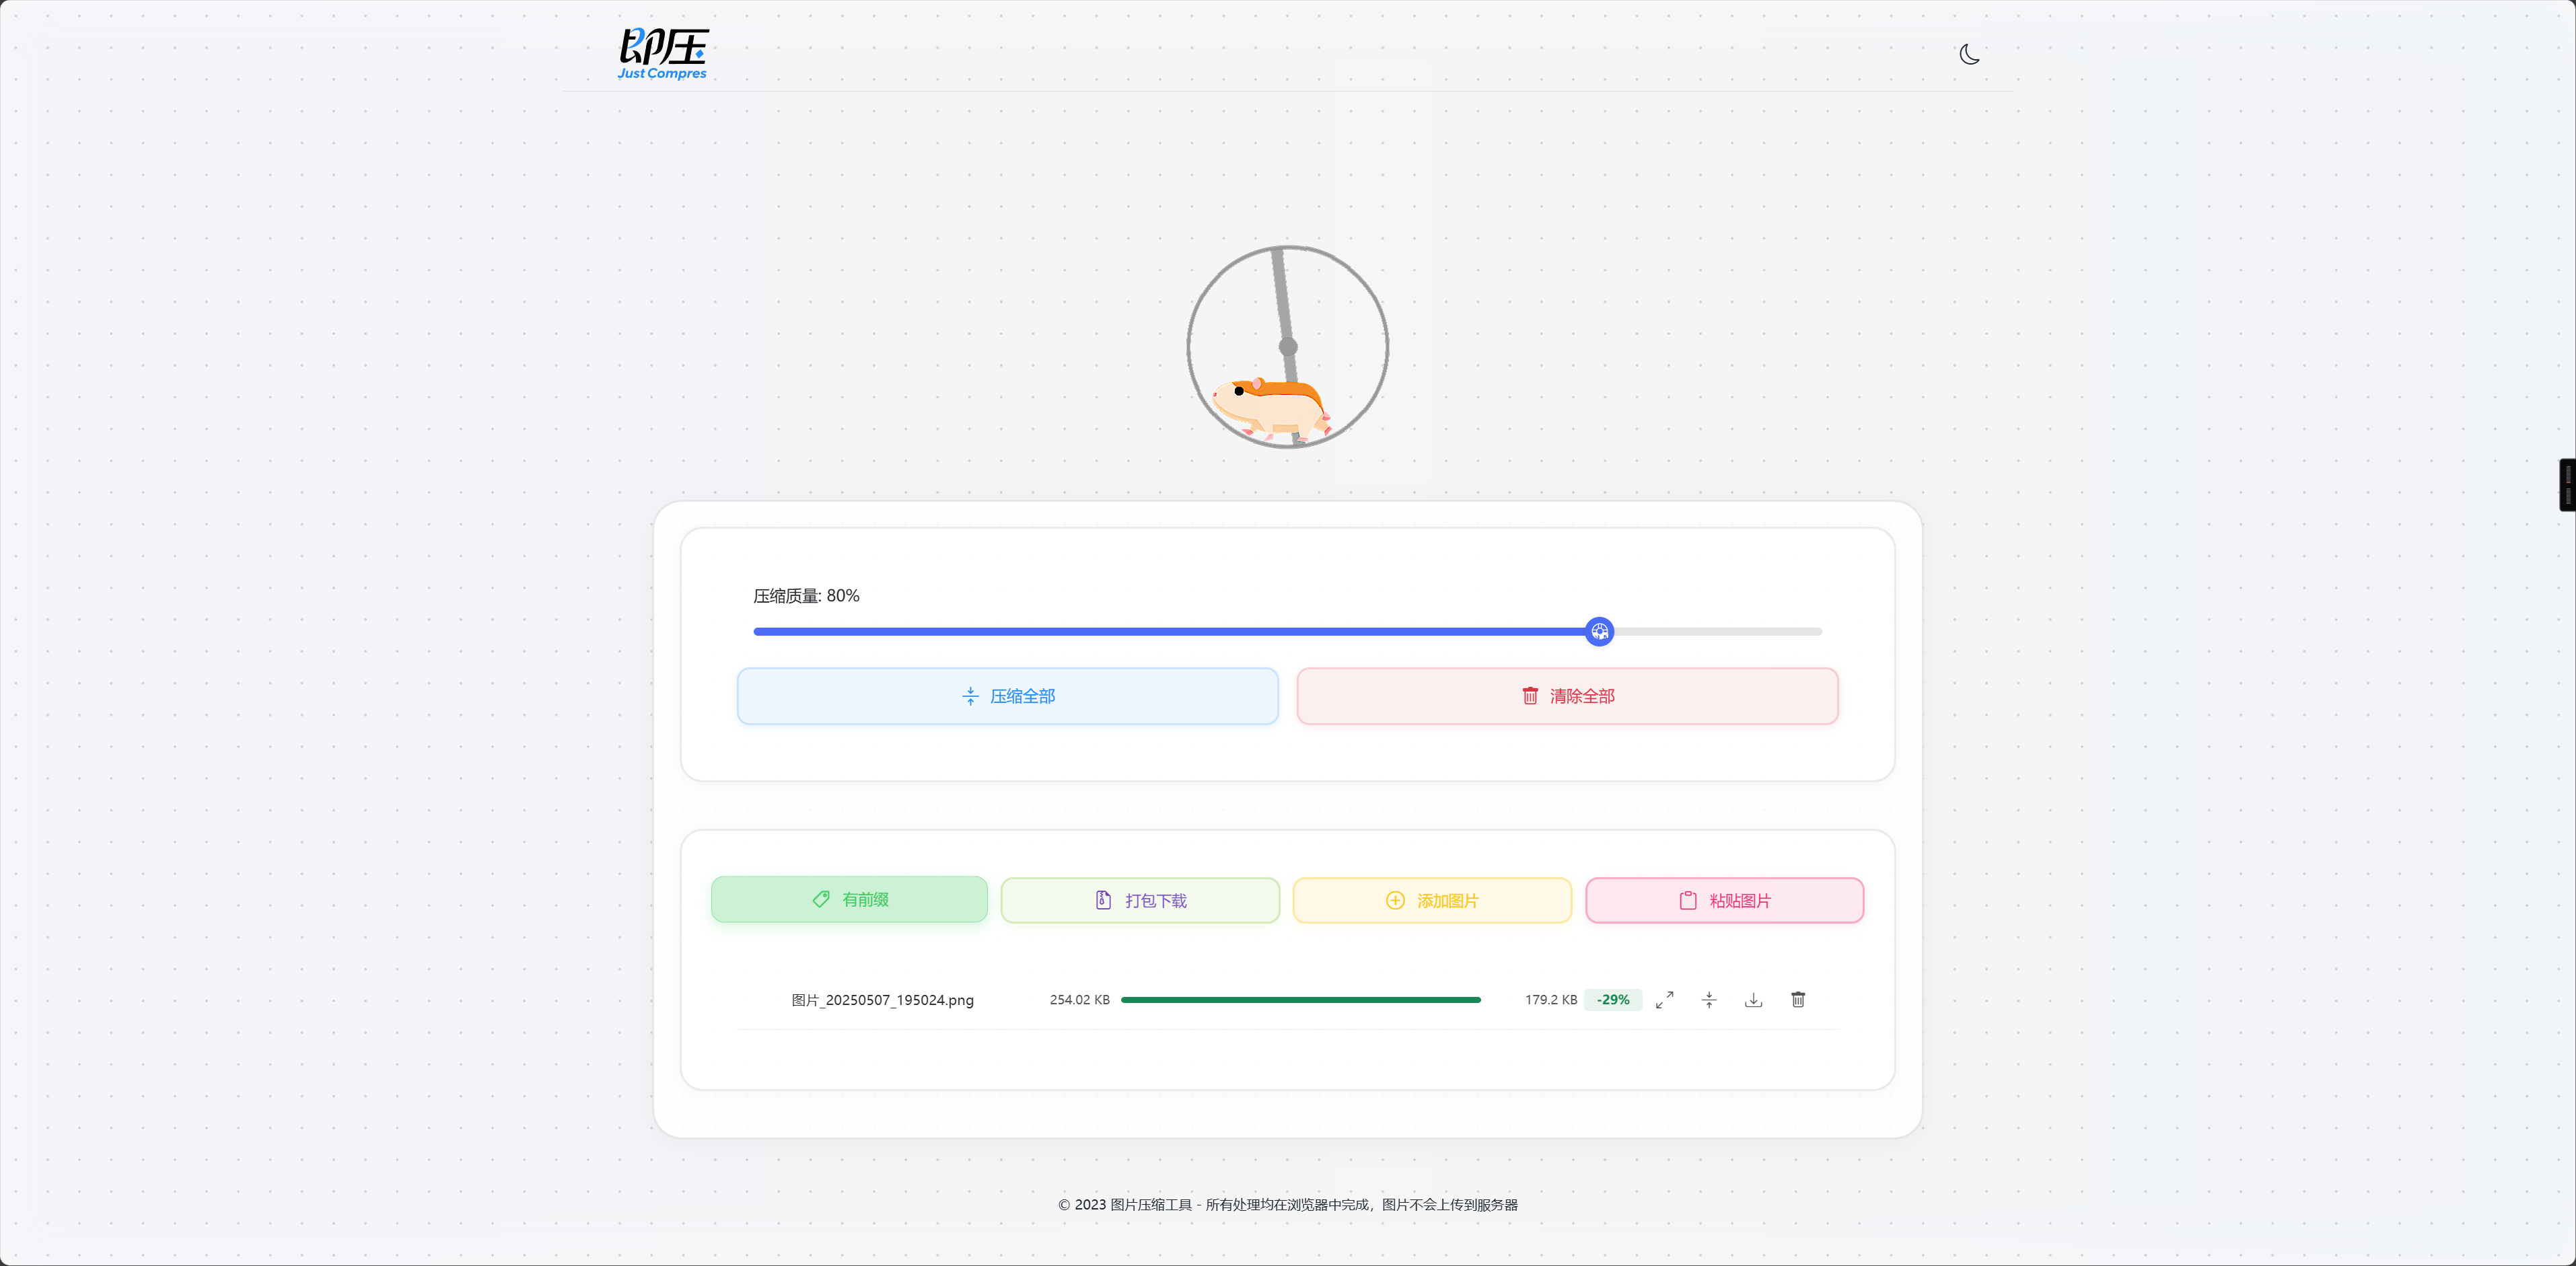 即压
Just Compres
压缩质量: 80%
压缩全部
清除全部
有前缀
打包下载
添加图片
粘贴图片
图片_20250507_195024.png 254.02 KB 179.2 KB -29%
© 2023 图片压缩工具 - 所有处理均在浏览器中完成，图片不会上传到服务器